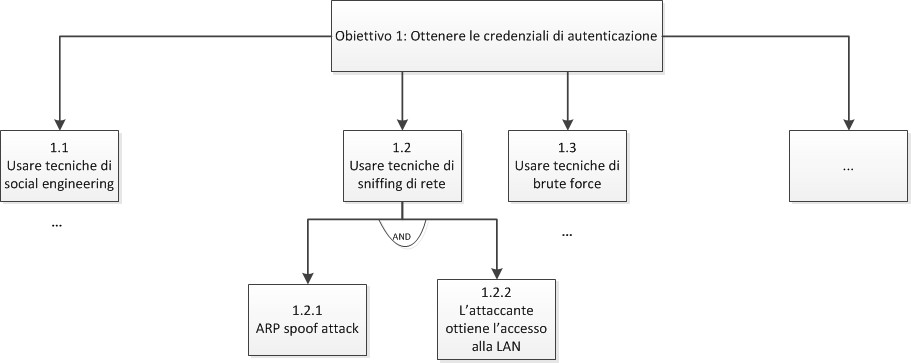 Obiettivo 1: Ottenere le credenziali di autenticazione
1.1
Usare tecniche di
social engineering
...
1.2
Usare tecniche di
sniffing di rete
1.3
Usare tecniche di
brute force
...
...
AND
1.2.1
ARP spoof attack
1.2.2
L’attaccante
ottiene l’accesso
alla LAN